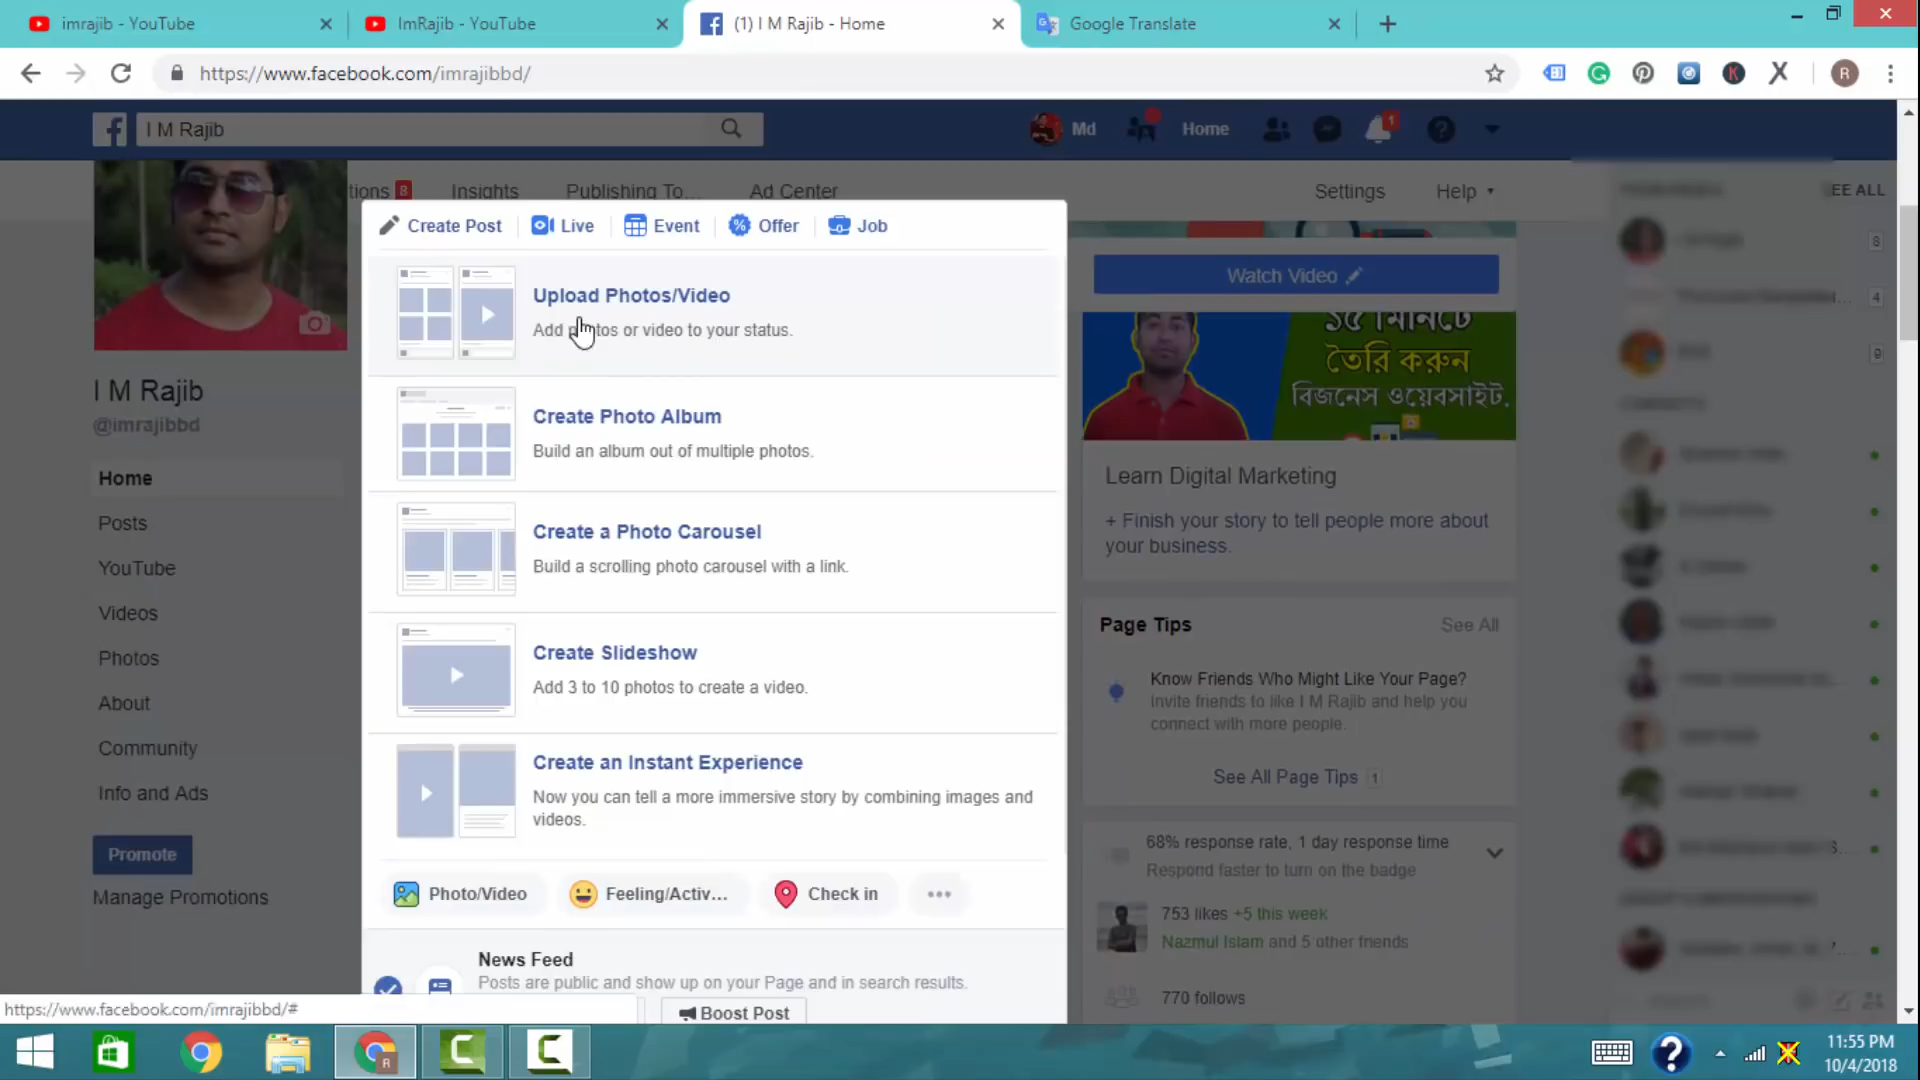 imrajib - YouTube
ImRajib - YouTube
(1) I M Rajib - Home
Google Translate
https://www.facebook.com/imrajibbd/
R
I M Rajib
Md
Home
1
tions 8
Insights
Publishing To...
Ad Center
Settings
Help
EE ALL
Create Post
Live
Event
Offer
Job
Upload Photos/Video
Add photos or video to your status.
Create Photo Album
Build an album out of multiple photos.
Create a Photo Carousel
Build a scrolling photo carousel with a link.
Create Slideshow
Add 3 to 10 photos to create a video.
Create an Instant Experience
Now you can tell a more immersive story by combining images and
videos.
Photo/Video
Feeling/Activ...
Check in
News Feed
Posts are public and show up on your Page and in search results.
Boost Post
I M Rajib
@imrajibbd
Home
Posts
YouTube
Videos
Photos
About
Community
Info and Ads
Promote
Manage Promotions
Watch Video
১৫ মিনিটে
তৈরি করুন
বিজনেস ওয়েবসাইট.
Learn Digital Marketing
+ Finish your story to tell people more about
your business.
Page Tips
See All
Know Friends Who Might Like Your Page?
Invite friends to like I M Rajib and help you
connect with more people.
See All Page Tips 1
68% response rate, 1 day response time
Respond faster to turn on the badge
753 likes +5 this week
Nazmul Islam and 5 other friends
770 follows
8
4
9
https://www.facebook.com/imrajibbd/#
11:55 PM
10/4/2018